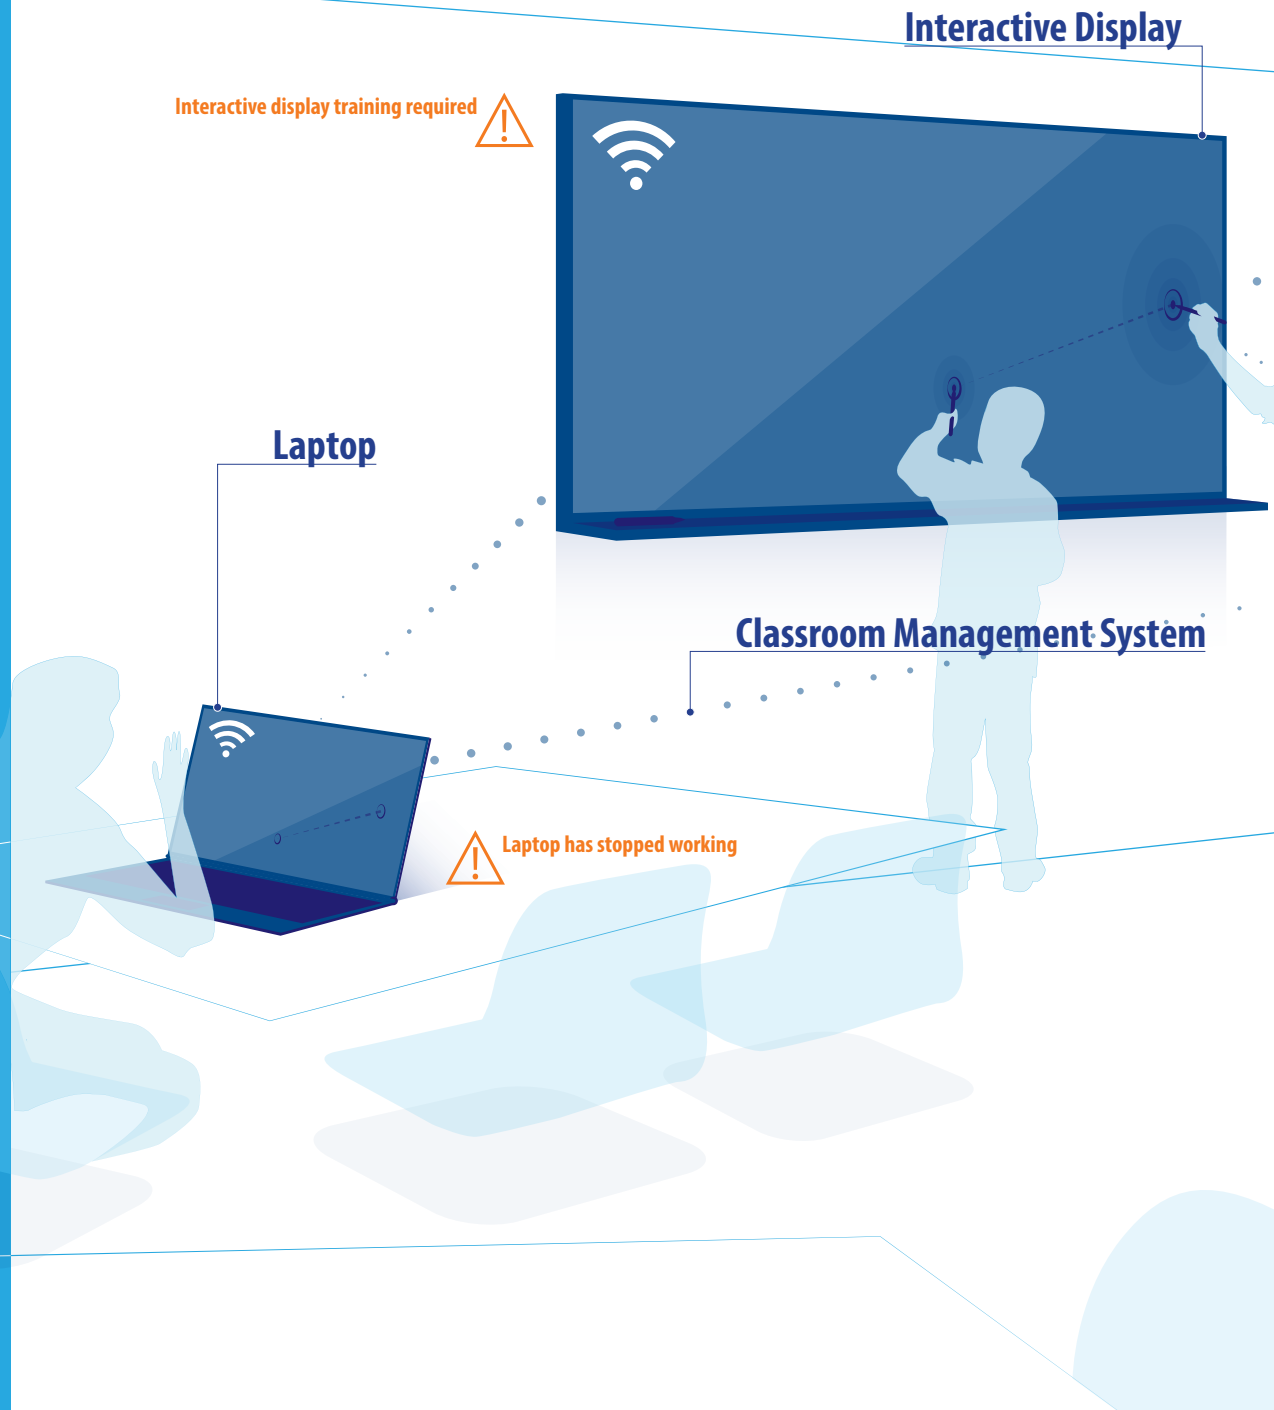 Interactive Display
Interactive display training required
Laptop
Classroom Management System
Laptop has stopped working